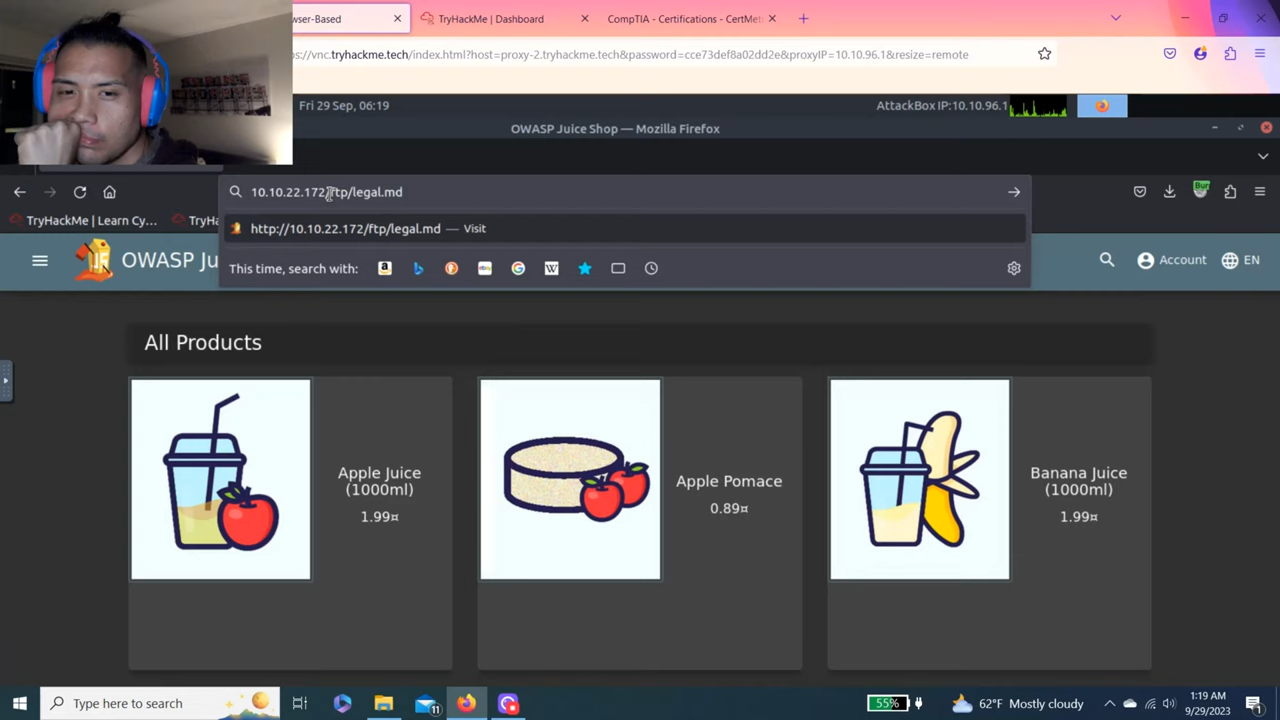 owser-Based
TryHackMe | Dashboard
CompTIA - Certifications - CertMet
ps://vnc.tryhackme.tech/index.html?host=proxy-2.tryhackme.tech&password=cce73def8a02dd2e&proxyIP=10.10.96.1&resize=remote
Fri 29 Sep, 06:19
AttackBox IP:10.10.96.1
OWASP Juice Shop — Mozilla Firefox
10.10.22.172/ftp/legal.md
TryHackMe | Learn Cy...
TryHa
http://10.10.22.172/ftp/legal.md — Visit
This time, search with:
OWASP Ju
Account
EN
All Products
Apple Juice
(1000ml)
1.99¤
Apple Pomace
0.89¤
Banana Juice
(1000ml)
1.99¤
Type here to search
11
55%
62°F Mostly cloudy
1:19 AM
9/29/2023
1